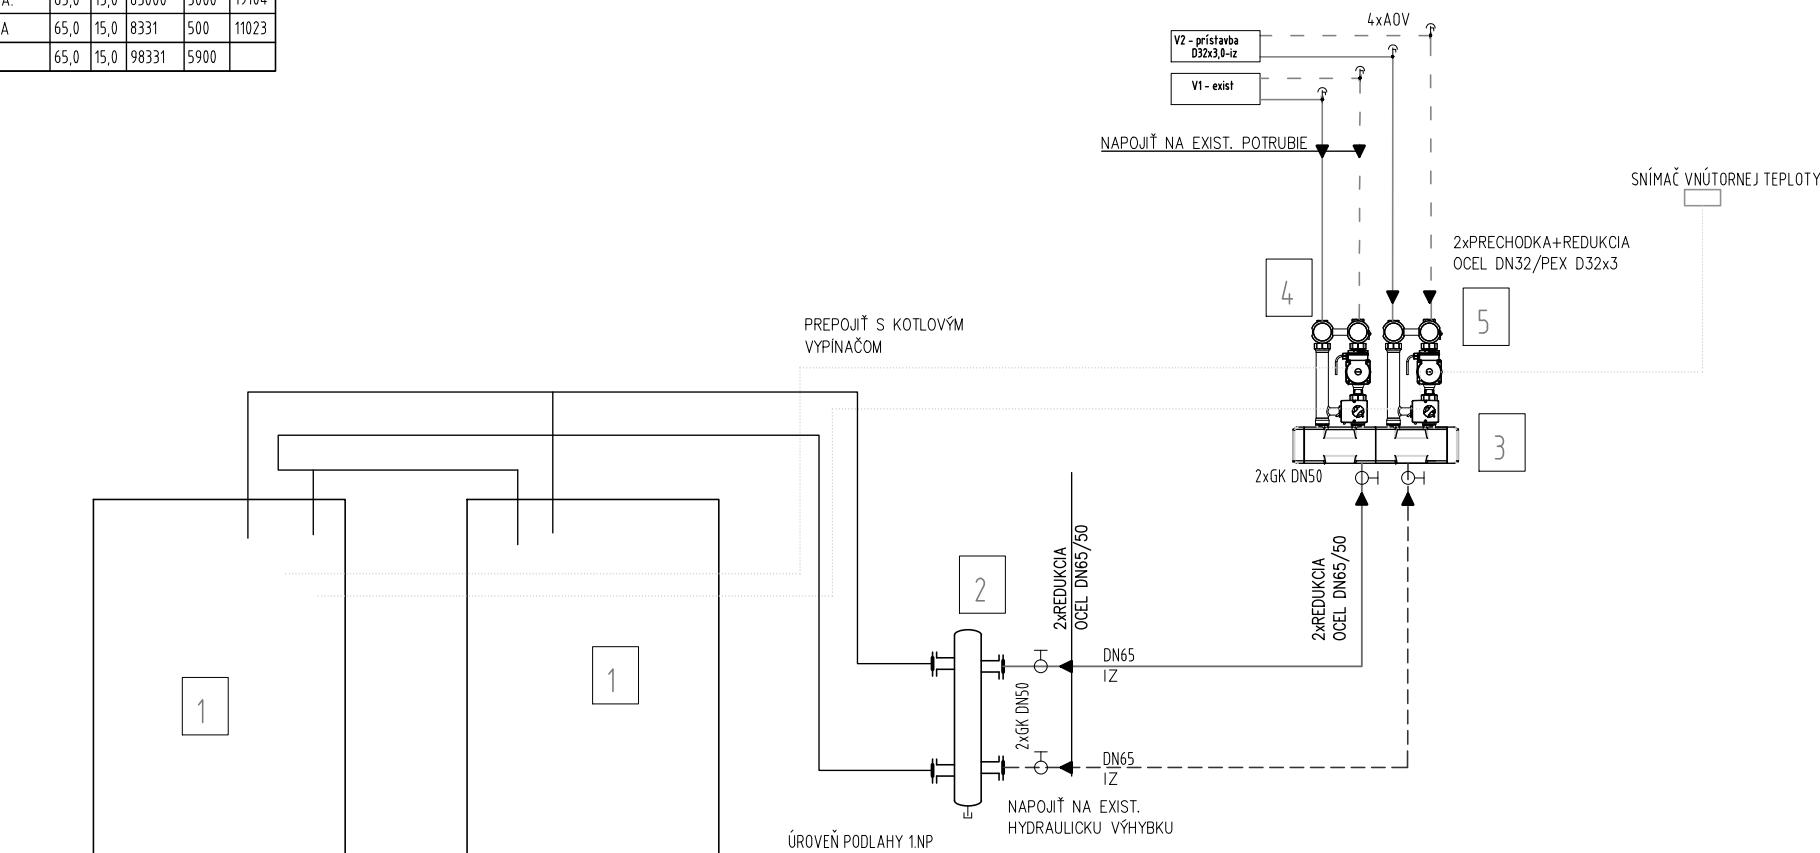 65,0 15,0 85000 5000 19104
A 65,0 15,0 8331 500 11023
65,0 15,0 98331 5900
4xAOV
V2 - prístavba
D32x3,0-iz
V1 - exist
NAPOJIŤ NA EXIST. POTRUBIE
SNÍMAČ VNÚTORNEJ TEPLOTY
2xPRECHODKA+REDUKCIA
OCEL DN32/PEX D32x3
4
5
PREPOJIŤ S KOTLOVÝM
VYPÍNAČOM
3
2xGK DN50
2xREDUKCIA
OCEL DN65/50
2xREDUKCIA
OCEL DN65/50
2
1
1
DN65
IZ
2xGK DN50
DN65
IZ
NAPOJIŤ NA EXIST.
HYDRAULICKU VÝHYBKU
ÚROVEŇ PODLAHY 1.NP